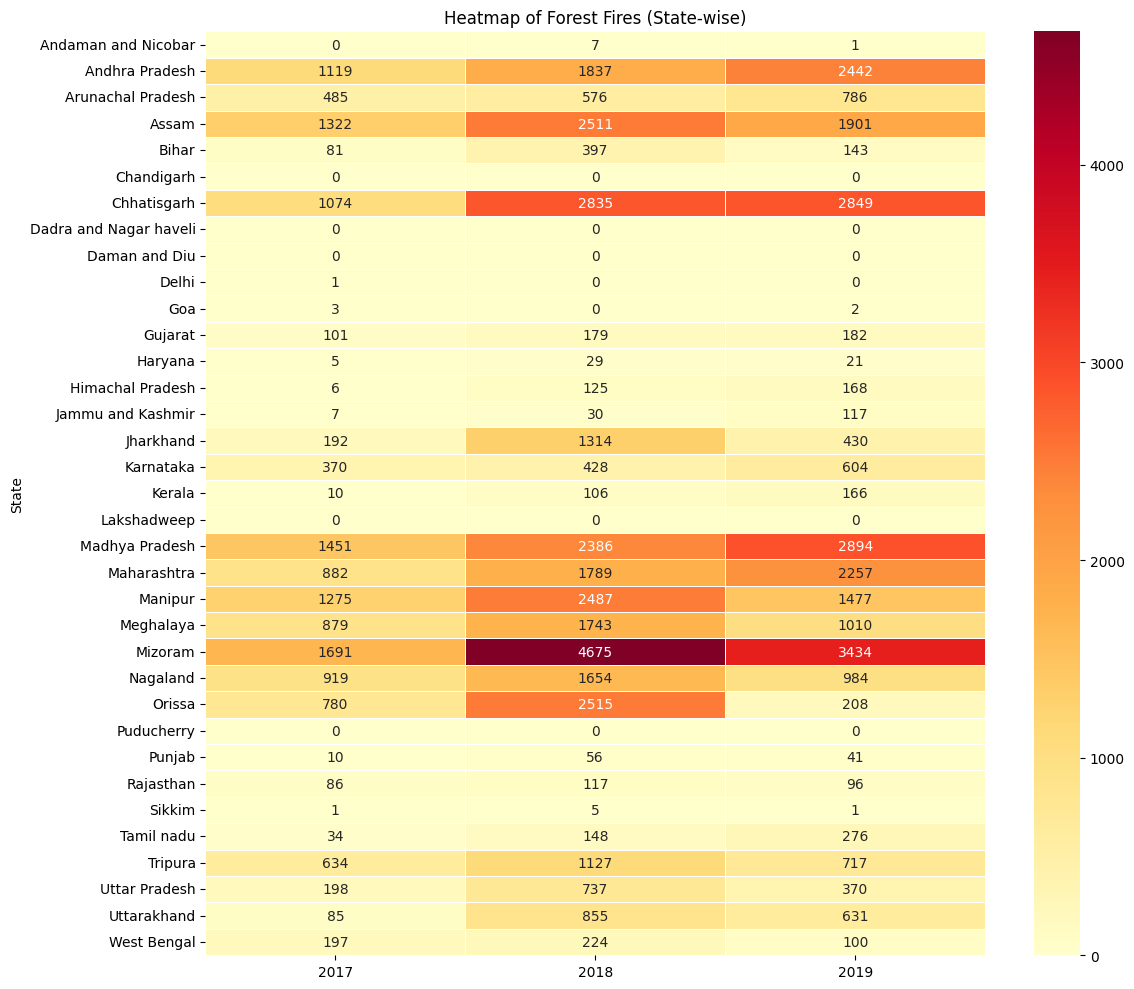 Heatmap of Forest Fires (State-wise)
Andaman and Nicobar 0 7 1
Andhra Pradesh 1119 1837 2442
Arunachal Pradesh 485 576 786
Assam 1322 2511 1901
Bihar 81 397 143
Chandigarh 0 0 0
Chhatisgarh 1074 2835 2849
Dadra and Nagar haveli 0 0 0
Daman and Diu 0 0 0
Delhi 1 0 0
Goa 3 0 2
Gujarat 101 179 182
Haryana 5 29 21
Himachal Pradesh 6 125 168
Jammu and Kashmir 7 30 117
Jharkhand 192 1314 430
Karnataka 370 428 604
Kerala 10 106 166
Lakshadweep 0 0 0
Madhya Pradesh 1451 2386 2894
Maharashtra 882 1789 2257
Manipur 1275 2487 1477
Meghalaya 879 1743 1010
Mizoram 1691 4675 3434
Nagaland 919 1654 984
Orissa 780 2515 208
Puducherry 0 0 0
Punjab 10 56 41
Rajasthan 86 117 96
Sikkim 1 5 1
Tamil nadu 34 148 276
Tripura 634 1127 717
Uttar Pradesh 198 737 370
Uttarakhand 85 855 631
West Bengal 197 224 100
2017 2018 2019
State
4000
3000
2000
1000
0